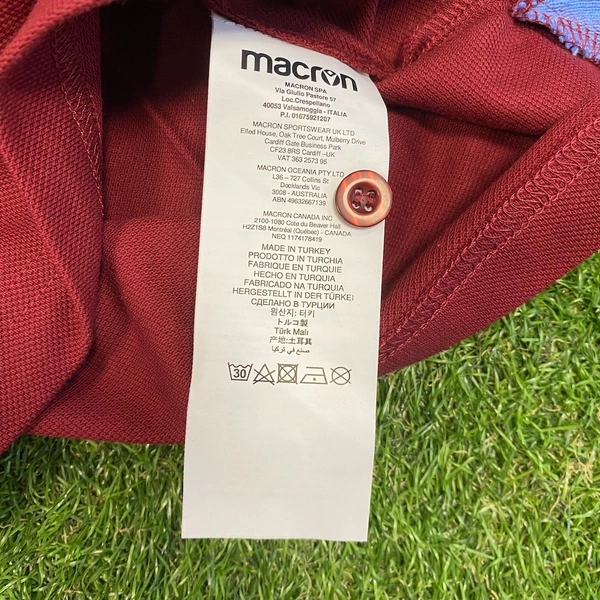 macron
MACRON SPA
Via Giulio Pastore 57
Loc.Crespellano
40053 Valsamoggia - ITALIA
P.I. 01675921207
MACRON SPORTSWEAR UK LTD
Elfed House, Oak Tree Court, Mulberry Drive
Cardiff Gate Business Park
CF23 8RS Cardiff –UK
VAT 363 2573 95
MACRON OCEANIA PTY LTD
L36 – 727 Collins St
Docklands Vic
3008 - AUSTRALIA
ABN 49632667139
MACRON CANADA INC
2100-1080 Cote du Beaver Hall
H2Z1S8 Montréal (Québec) - CANADA
NEQ 1174178419
MADE IN TURKEY
PRODOTTO IN TURCHIA
FABRIQUE EN TURQUIE
HECHO EN TURQUIA
FABRICADO NA TURQUIA
HERGESTELLT IN DER TÜRKEI
СДЕЛАНО В ТУРЦИИ
원산지: 터키
トルコ製
Türk Malı
产地:土耳其
صنع في تركيا
30